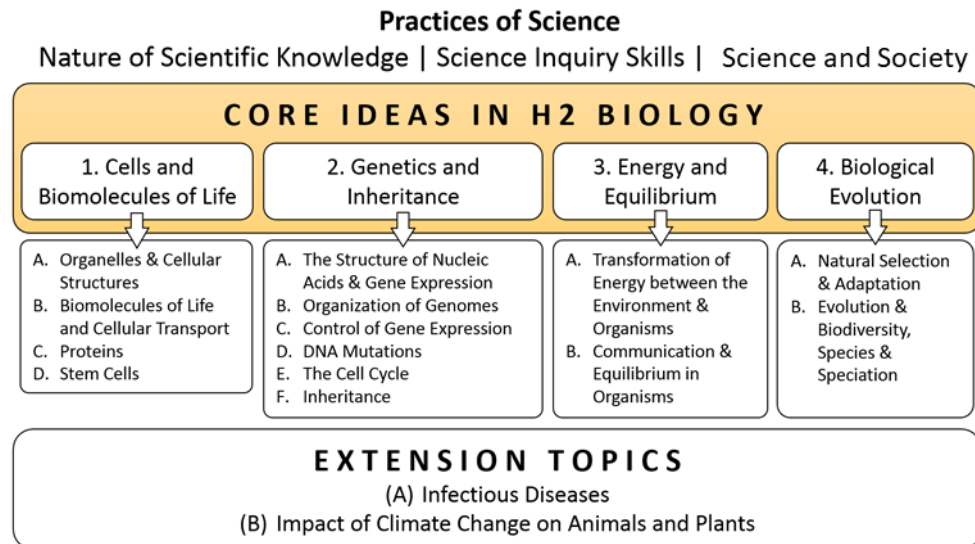 Practices of Science
Nature of Scientific Knowledge | Science Inquiry Skills | Science and Society
CORE IDEAS IN H2 BIOLOGY
1. Cells and
Biomolecules of Life
2. Genetics and
Inheritance
3. Energy and
Equilibrium
4. Biological
Evolution
A. Organelles & Cellular
Structures
B. Biomolecules of Life
and Cellular Transport
C. Proteins
D. Stem Cells
A. The Structure of Nucleic
Acids & Gene Expression
B. Organization of Genomes
C. Control of Gene Expression
D. DNA Mutations
E. The Cell Cycle
F. Inheritance
A. Transformation of
Energy between the
Environment &
Organisms
B. Communication &
Equilibrium in
Organisms
A. Natural Selection
& Adaptation
B. Evolution &
Biodiversity,
Species &
Speciation
EXTENSION TOPICS
(A) Infectious Diseases
(B) Impact of Climate Change on Animals and Plants